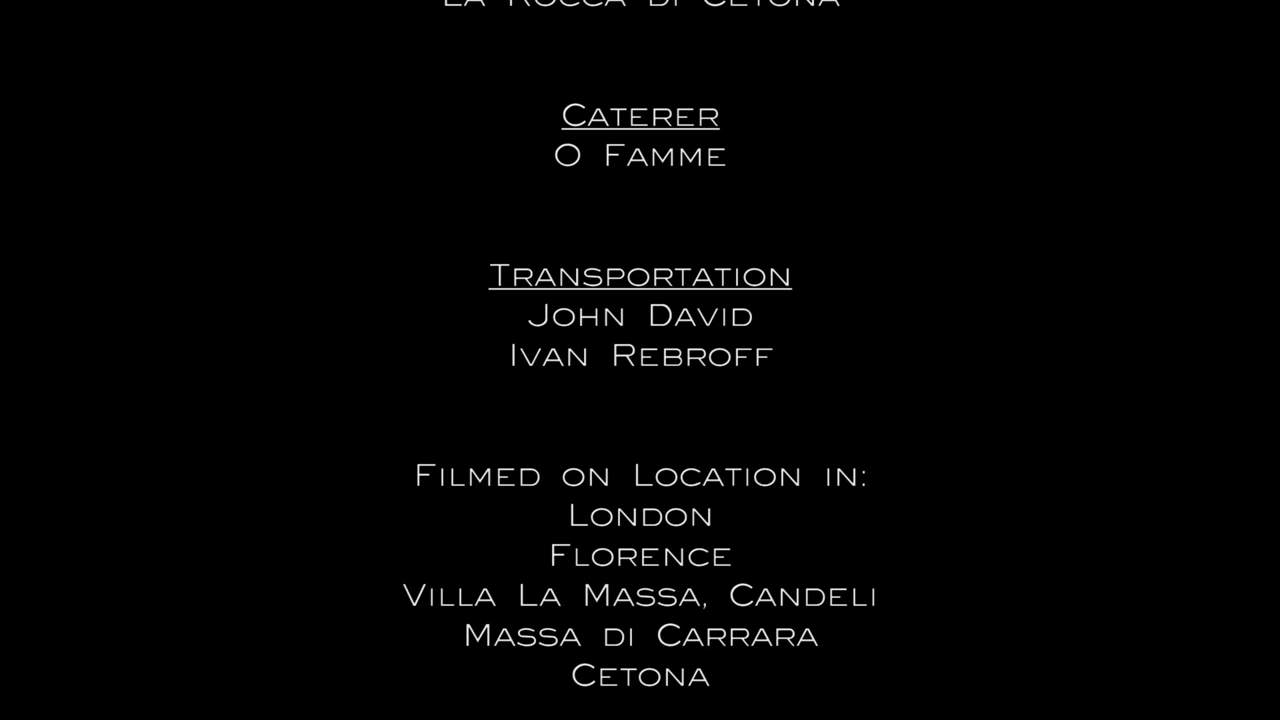 La Rocca di Cetona
Caterer
O Famme
Transportation
John David
Ivan Rebroff
Filmed on Location in:
London
Florence
Villa La Massa, Candeli
Massa di Carrara
Cetona